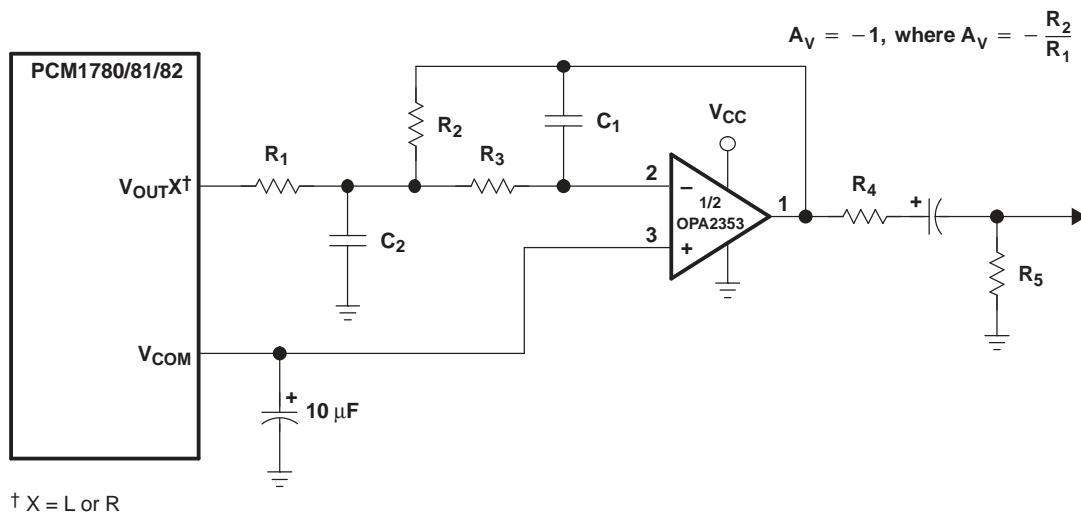 A_V = −1, where A_V = − R_2 / R_1
PCM1780/81/82
V_CC
R_2
C_1
R_1
R_3
V_OUTX†
2
−
1/2
OPA2353
1
R_4
+
3
+
C_2
R_5
V_COM
+
10 μF
† X = L or R